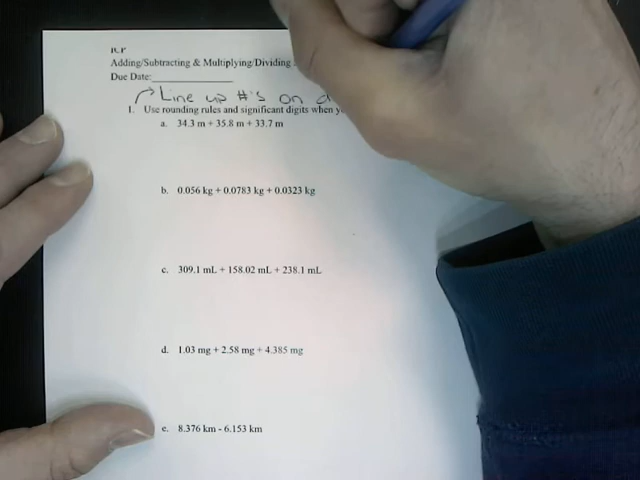 Adding/Subtracting & Multiplying/Dividing
Due Date:
Line up #'s on
1. Use rounding rules and significant digits when
a. 34.3 m + 35.8 m + 33.7 m
b. 0.056 kg + 0.0783 kg + 0.0323 kg
c. 309.1 mL + 158.02 mL + 238.1 mL
d. 1.03 mg + 2.58 mg + 4.385 mg
e. 8.376 km - 6.153 km